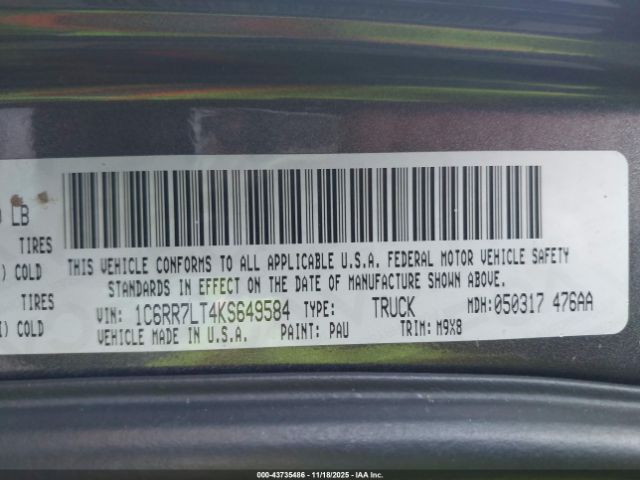 LB
TIRES
COLD
TIRES
COLD
THIS VEHICLE CONFORMS TO ALL APPLICABLE U.S.A. FEDERAL MOTOR VEHICLE SAFETY
STANDARDS IN EFFECT ON THE DATE OF MANUFACTURE SHOWN ABOVE.
VIN: 1C6RR7LT4KS649584 TYPE: TRUCK MDH:050317 476AA
VEHICLE MADE IN U.S.A. PAINT: PAU TRIM: M9X8
000-43735486 - 11/18/2025 - IAAI Inc.